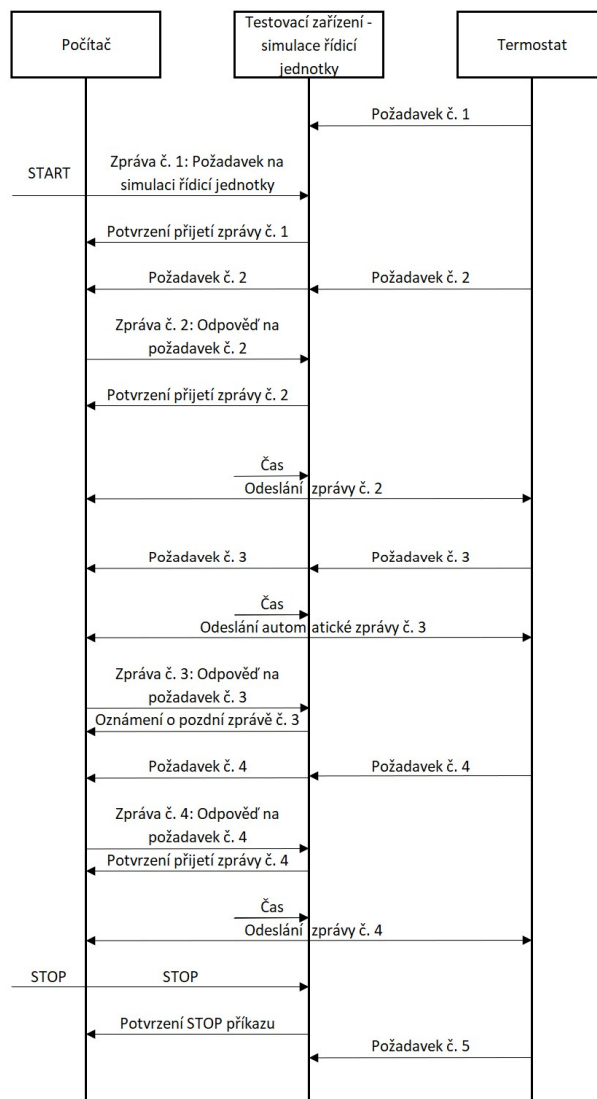 Počítač
Testovací zařízení -
simulace řídicí
jednotky
Termostat
Požadavek č. 1
START
Zpráva č. 1: Požadavek na
simulaci řídicí jednotky
Potvrzení přijetí zprávy č. 1
Požadavek č. 2
Požadavek č. 2
Zpráva č. 2: Odpověď na
požadavek č. 2
Potvrzení přijetí zprávy č. 2
Čas
Odeslání zprávy č. 2
Požadavek č. 3
Požadavek č. 3
Čas
Odeslání automatické zprávy č. 3
Zpráva č. 3: Odpověď na
požadavek č. 3
Oznámení o pozdní zprávě č. 3
Požadavek č. 4
Požadavek č. 4
Zpráva č. 4: Odpověď na
požadavek č. 4
Potvrzení přijetí zprávy č. 4
Čas
Odeslání zprávy č. 4
STOP
STOP
Potvrzení STOP příkazu
Požadavek č. 5